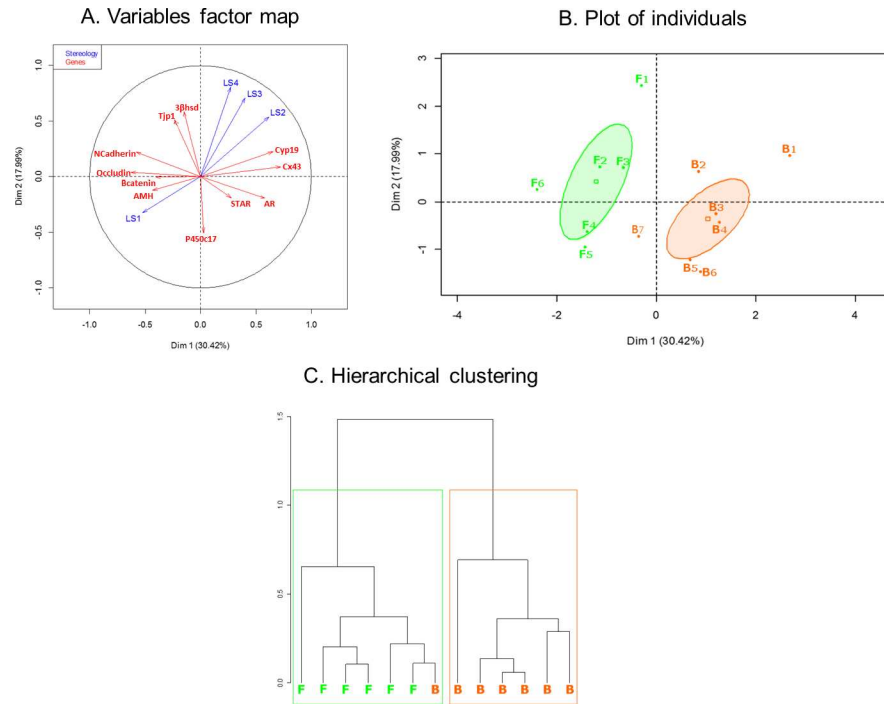 A. Variables factor map
Stereology
Genes
1.0
0.5
0.0
-0.5
-1.0
Dim 2 (17.99%)
LS4
LS3
3βhsd
Tjp1
LS2
NCadherin
Cyp19
Cx43
Occludin
Bcatenin
AMH
STAR
AR
LS1
P450c17
-1.0 -0.5 0.0 0.5 1.0
Dim 1 (30.42%)
B. Plot of individuals
3
2
1
0
-1
Dim 2 (17.99%)
F1
B1
B2
F2 F3
F6
B3
F4
B4
B7
F5
B5
B6
-4 -2 0 2 4
Dim 1 (30.42%)
C. Hierarchical clustering
1.5
1.0
0.5
0.0
F F F F F F B B B B B B B